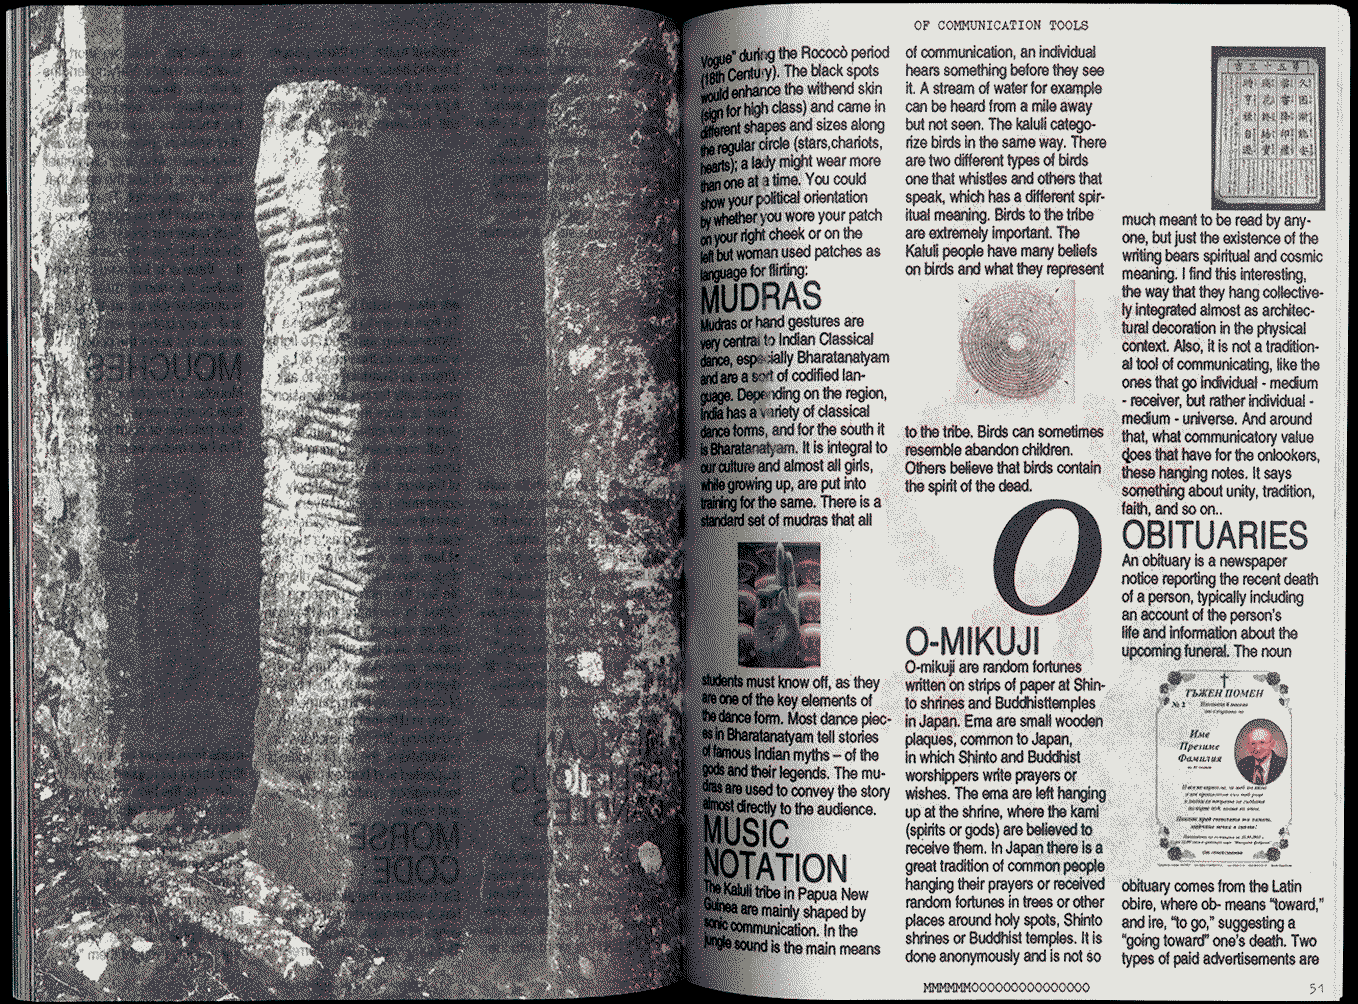 OF COMMUNICATION TOOLS
Vogue" during the Rococò period
(18th Century). The black spots
would enhance the withend skin
(sign for high class) and came in
different shapes and sizes along
the regular circle (stars,chariots,
hearts); a lady might wear more
than one at a time. You could
show your political orientation
by whether you wore your patch
on your right cheek or on the
left but woman used patches as
language for flirting:
MUDRAS
Mudras or hand gestures are
very central to Indian Classical
dance, especially Bharatanatyam
and are a sort of codified lan-
guage. Depending on the region,
India has a variety of classical
dance forms, and for the south it
is Bharatanatyam. It is integral to
our culture and almost all girls,
while growing up, are put into
training for the same. There is a
standard set of mudras that all
students must know off, as they
are one of the key elements of
the dance form. Most dance piec-
es in Bharatanatyam tell stories
of famous Indian myths – of the
gods and their legends. The mu-
dras are used to convey the story
almost directly to the audience.
MUSIC
NOTATION
The Kaluli tribe in Papua New
Guinea are mainly shaped by
sonic communication. In the
jungle sound is the main means
of communication, an individual
hears something before they see
it. A stream of water for example
can be heard from a mile away
but not seen. The kaluli catego-
rize birds in the same way. There
are two different types of birds
one that whistles and others that
speak, which has a different spir-
itual meaning. Birds to the tribe
are extremely important. The
Kaluli people have many beliefs
on birds and what they represent
to the tribe. Birds can sometimes
resemble abandon children.
Others believe that birds contain
the spirit of the dead.
O
O-MIKUJI
O-mikuji are random fortunes
written on strips of paper at Shin-
to shrines and Buddhisttemples
in Japan. Ema are small wooden
plaques, common to Japan,
in which Shinto and Buddhist
worshippers write prayers or
wishes. The ema are left hanging
up at the shrine, where the kami
(spirits or gods) are believed to
receive them. In Japan there is a
great tradition of common people
hanging their prayers or received
random fortunes in trees or other
places around holy spots, Shinto
shrines or Buddhist temples. It is
done anonymously and is not so
much meant to be read by any-
one, but just the existence of the
writing bears spiritual and cosmic
meaning. I find this interesting,
the way that they hang collective-
ly integrated almost as architec-
tural decoration in the physical
context. Also, it is not a tradition-
al tool of communicating, like the
ones that go individual - medium
- receiver, but rather individual -
medium - universe. And around
that, what communicatory value
does that have for the onlookers,
these hanging notes. It says
something about unity, tradition,
faith, and so on..
OBITUARIES
An obituary is a newspaper
notice reporting the recent death
of a person, typically including
an account of the person's
life and information about the
upcoming funeral. The noun
ТЪЖЕН ПОМЕН
№ 2
Име
Презиме
Фамилия
obituary comes from the Latin
obire, where ob- means "toward,"
and ire, "to go," suggesting a
"going toward" one's death. Two
types of paid advertisements are
MMMMMMOOOOOOOOOOOOOOO
51
MOUCHES
MORSE
CODE